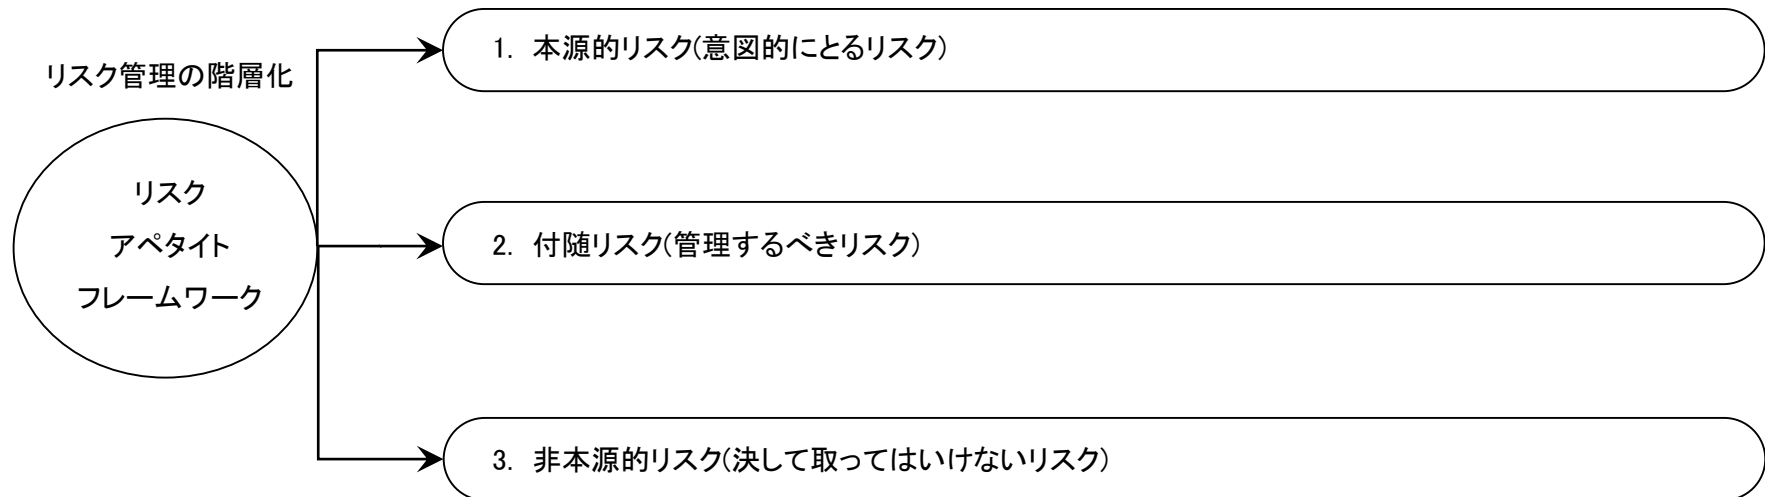 リスク管理の階層化
リスク
アペタイト
フレームワーク
1. 本源的リスク(意図的にとるリスク)
2. 付随リスク(管理するべきリスク)
3. 非本源的リスク(決して取ってはいけないリスク)